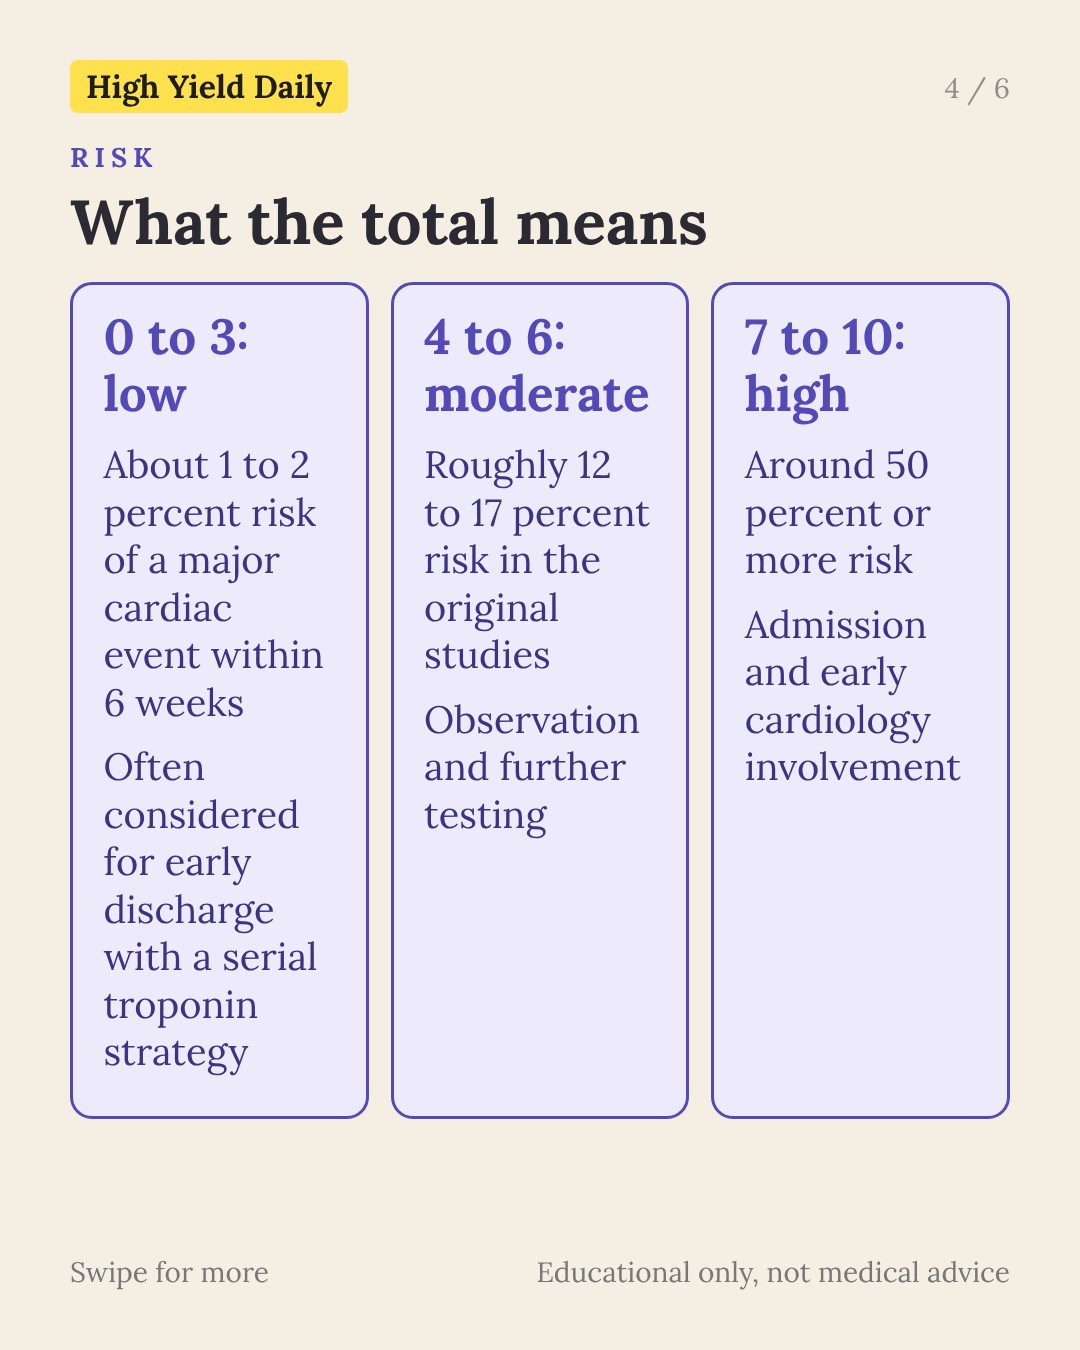 High Yield Daily
4 / 6
RISK
What the total means
0 to 3:
low
About 1 to 2
percent risk
of a major
cardiac
event within
6 weeks
Often
considered
for early
discharge
with a serial
troponin
strategy
4 to 6:
moderate
Roughly 12
to 17 percent
risk in the
original
studies
Observation
and further
testing
7 to 10:
high
Around 50
percent or
more risk
Admission
and early
cardiology
involvement
Swipe for more
Educational only, not medical advice